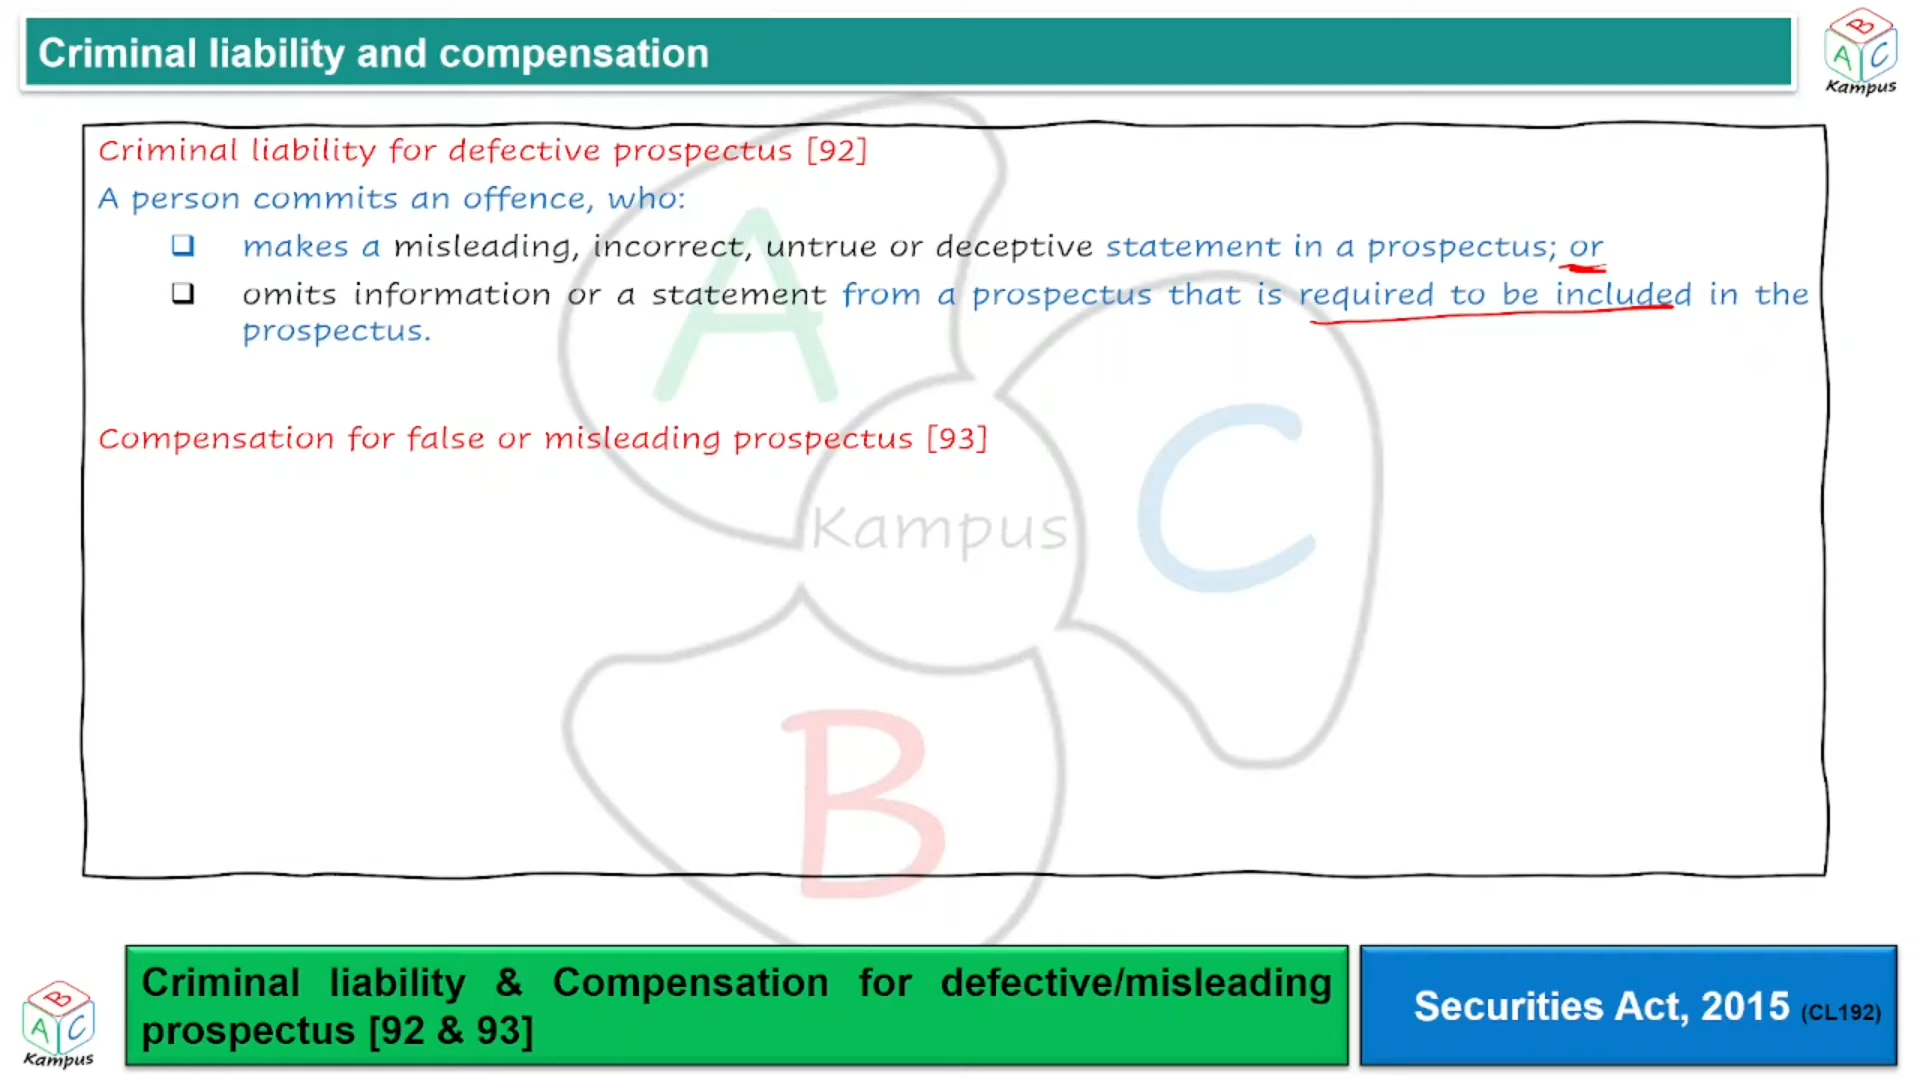 Criminal liability and compensation
B
A C
Kampus
Criminal liability for defective prospectus [92]
A person commits an offence, who:
❑ makes a misleading, incorrect, untrue or deceptive statement in a prospectus; or
❑ omits information or a statement from a prospectus that is required to be included in the
prospectus.
A
Compensation for false or misleading prospectus [93]
C
Kampus
B
Criminal liability & Compensation for defective/misleading
prospectus [92 & 93]
Securities Act, 2015 (CL192)
B
A C
Kampus